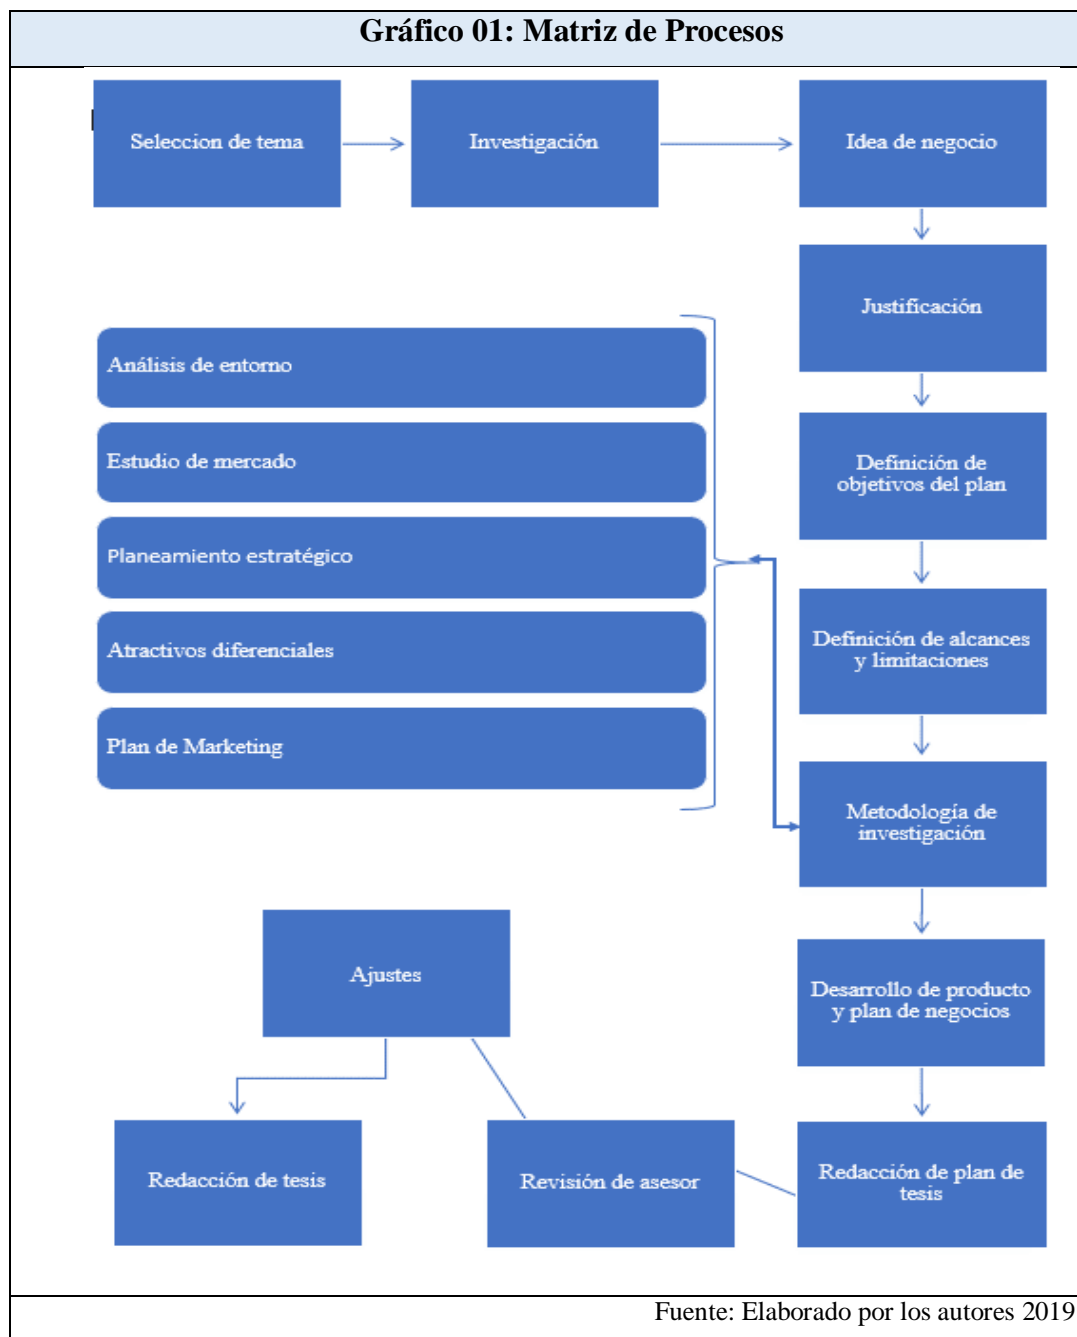 Gráfico 01: Matriz de Procesos
Seleccion de tema
Investigación
Idea de negocio
Justificación
Análisis de entorno
Estudio de mercado
Planeamiento estratégico
Atractivos diferenciales
Plan de Marketing
Definición de
objetivos del plan
Definición de alcances
y limitaciones
Metodología de
investigación
Desarrollo de producto
y plan de negocios
Redacción de plan de
tesis
Revisión de asesor
Ajustes
Redacción de tesis
Fuente: Elaborado por los autores 2019